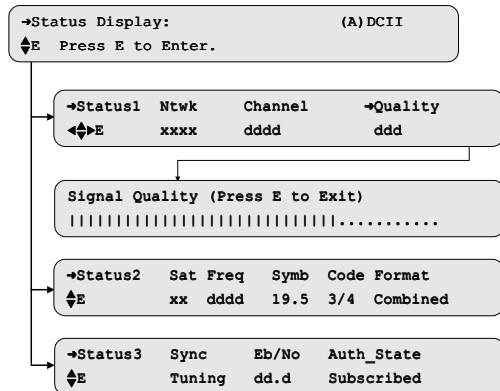 →Status Display: (A)DCII
E Press E to Enter.
→Status1 Ntwk Channel →Quality
E xxxx dddd ddd
Signal Quality (Press E to Exit)
||||||||||||||||||||||||||||||...........
→Status2 Sat Freq Symb Code Format
E xx dddd 19.5 3/4 Combined
→Status3 Sync Eb/No Auth_State
E Tuning dd.d Subscribed